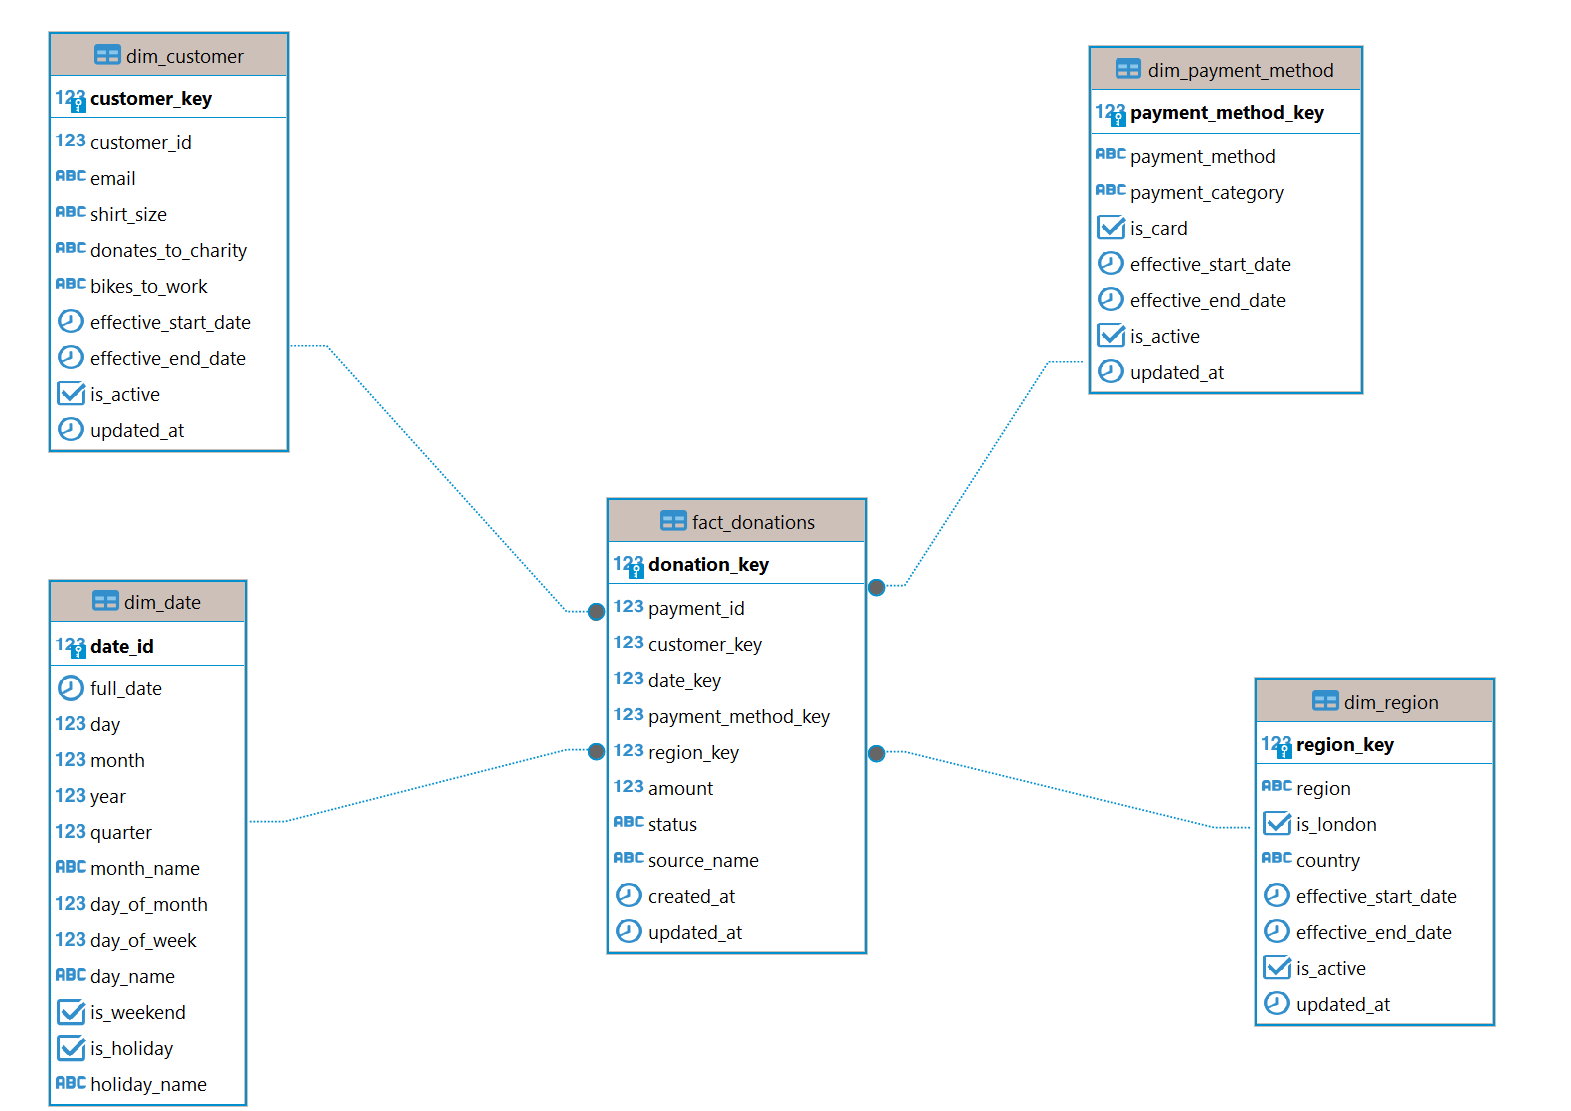 dim_customer
123 customer_key
123 customer_id
ABC email
ABC shirt_size
ABC donates_to_charity
ABC bikes_to_work
effective_start_date
effective_end_date
is_active
updated_at
dim_payment_method
123 payment_method_key
ABC payment_method
ABC payment_category
is_card
effective_start_date
effective_end_date
is_active
updated_at
fact_donations
123 donation_key
123 payment_id
123 customer_key
123 date_key
123 payment_method_key
123 region_key
123 amount
ABC status
ABC source_name
created_at
updated_at
dim_date
123 date_id
full_date
123 day
123 month
123 year
123 quarter
ABC month_name
123 day_of_month
123 day_of_week
ABC day_name
is_weekend
is_holiday
ABC holiday_name
dim_region
123 region_key
ABC region
is_london
ABC country
effective_start_date
effective_end_date
is_active
updated_at